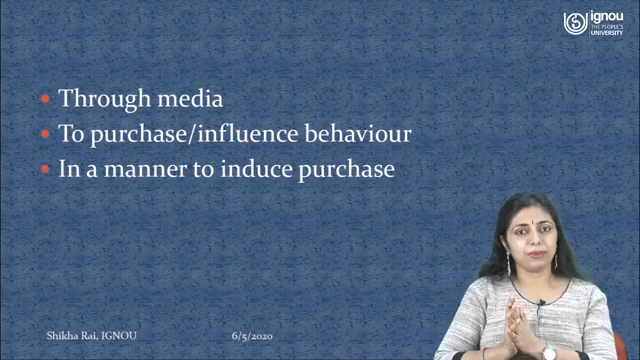 ignou
THE PEOPLE'S
UNIVERSITY
• Through media
• To purchase/influence behaviour
• In a manner to induce purchase
Shikha Rai, IGNOU 6/5/2020